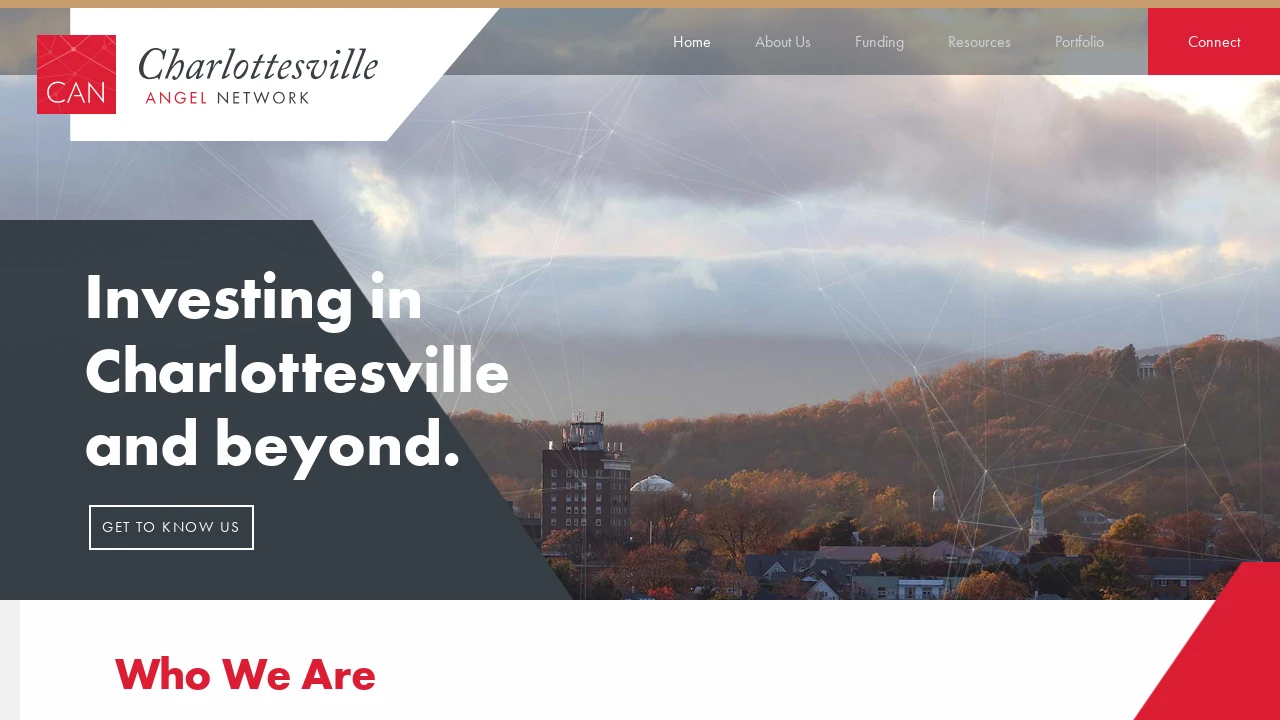 CAN
Charlottesville
ANGEL NETWORK
Home About Us Funding Resources Portfolio Connect
Investing in
Charlottesville
and beyond.
GET TO KNOW US
Who We Are